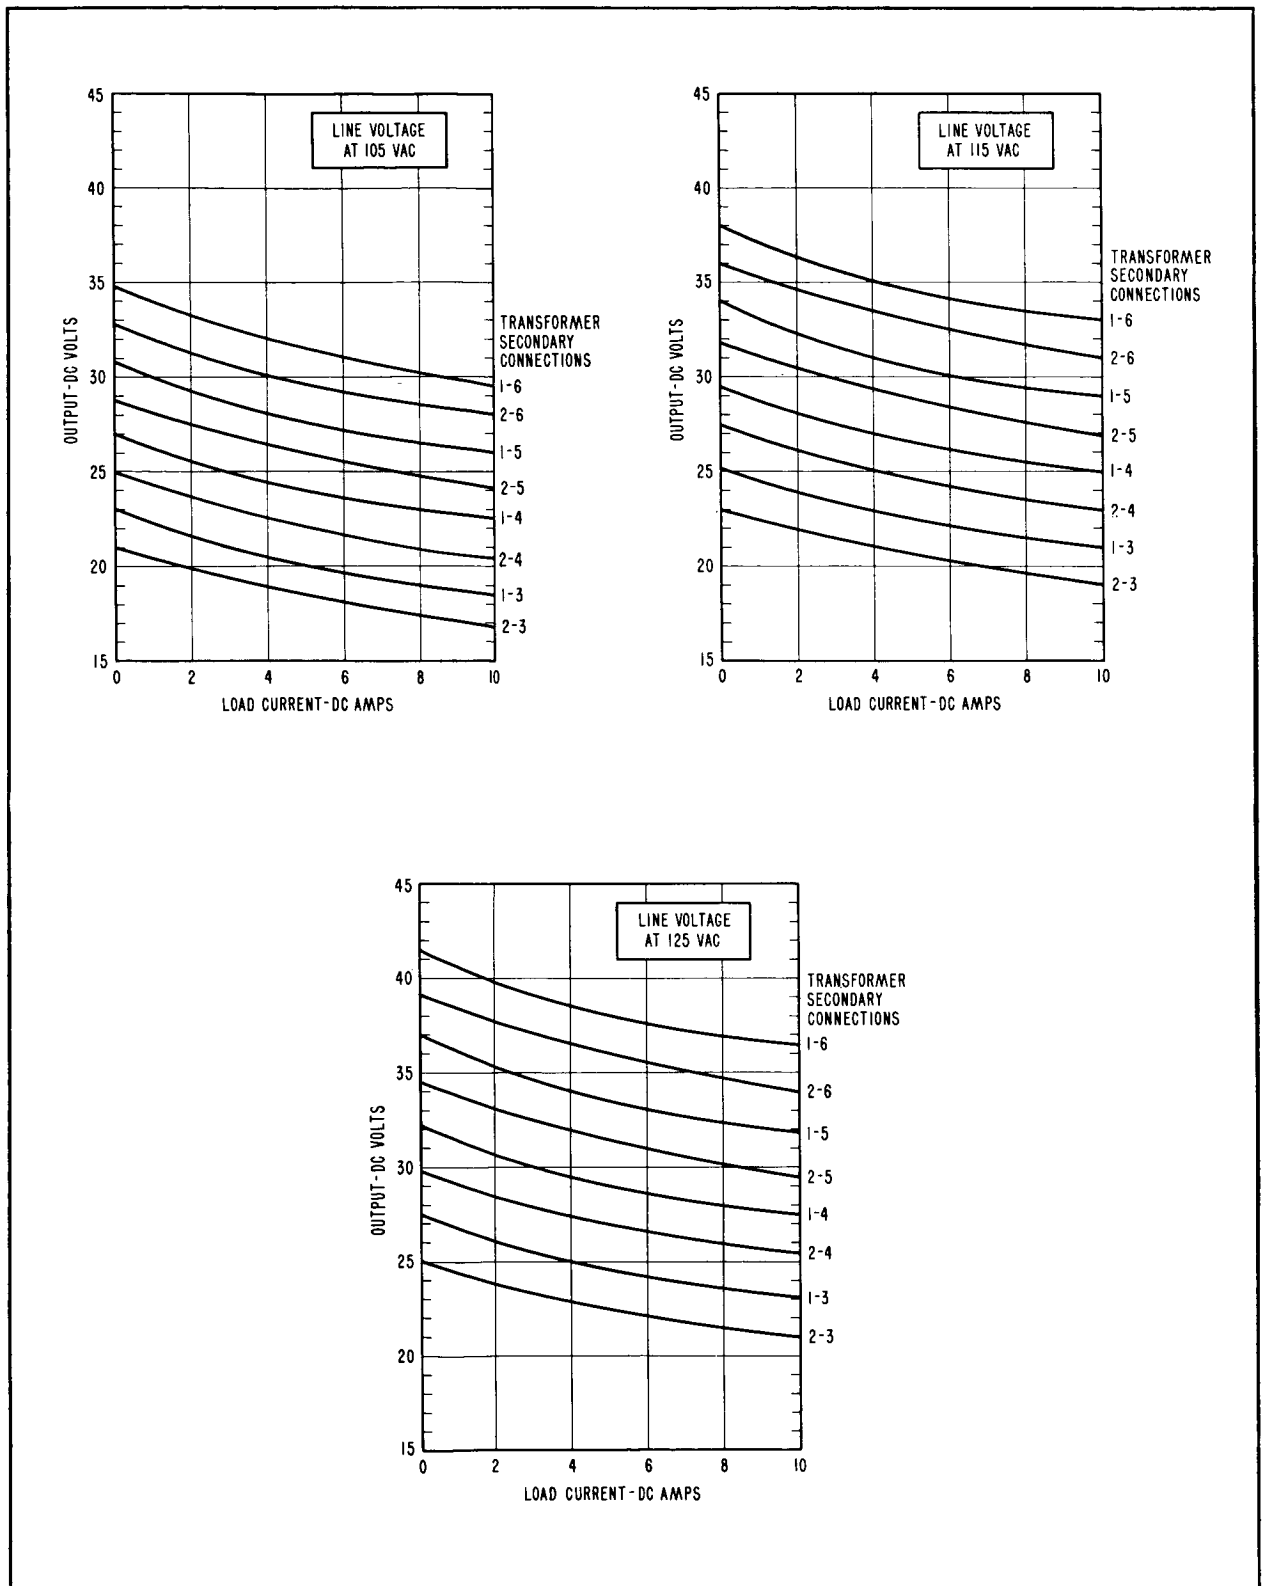 45
40
35
30
25
20
15
OUTPUT-DC VOLTS
LINE VOLTAGE
AT 105 VAC
TRANSFORMER
SECONDARY
CONNECTIONS
1-6
2-6
1-5
2-5
1-4
2-4
1-3
2-3
0 2 4 6 8 10
LOAD CURRENT-DC AMPS
45
40
35
30
25
20
15
OUTPUT-DC VOLTS
LINE VOLTAGE
AT 115 VAC
TRANSFORMER
SECONDARY
CONNECTIONS
1-6
2-6
1-5
2-5
1-4
2-4
1-3
2-3
0 2 4 6 8 10
LOAD CURRENT-DC AMPS
45
40
35
30
25
20
15
OUTPUT-DC VOLTS
LINE VOLTAGE
AT 125 VAC
TRANSFORMER
SECONDARY
CONNECTIONS
1-6
2-6
1-5
2-5
1-4
2-4
1-3
2-3
0 2 4 6 8 10
LOAD CURRENT-DC AMPS